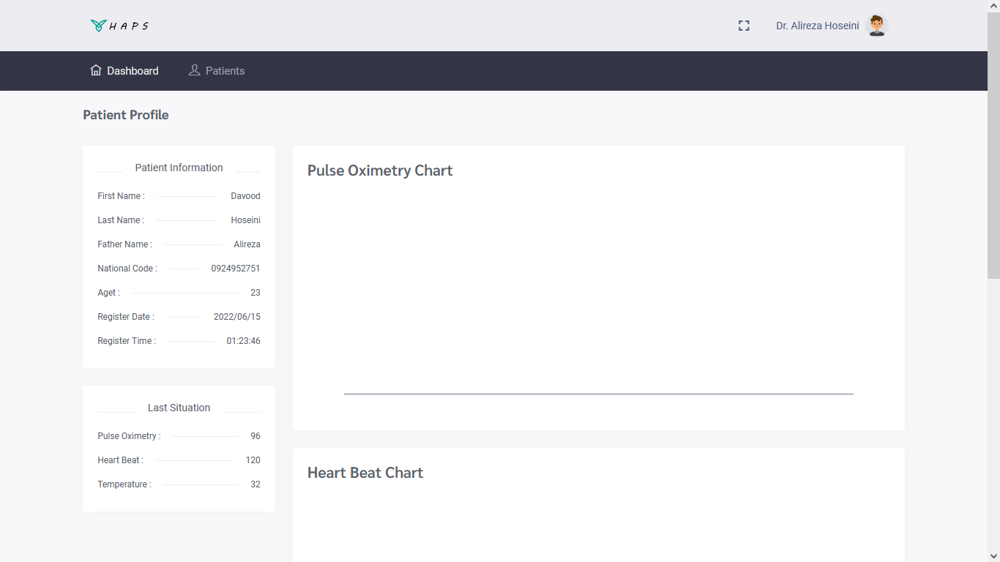 HAPS
Dr. Alireza Hoseini
Dashboard
Patients
Patient Profile
Patient Information
First Name : Davood
Last Name : Hoseini
Father Name : Alireza
National Code : 0924952751
Aget : 23
Register Date : 2022/06/15
Register Time : 01:23:46
Last Situation
Pulse Oximetry : 96
Heart Beat : 120
Temperature : 32
Pulse Oximetry Chart
Heart Beat Chart